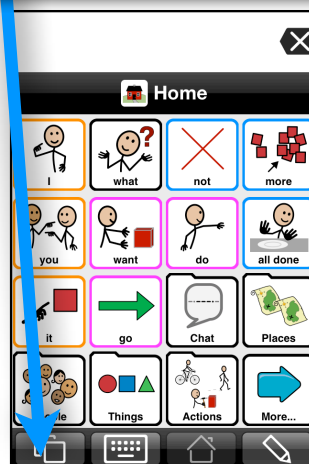 Home
I what not more
you want do all done
it go Chat Places
Things Actions More...